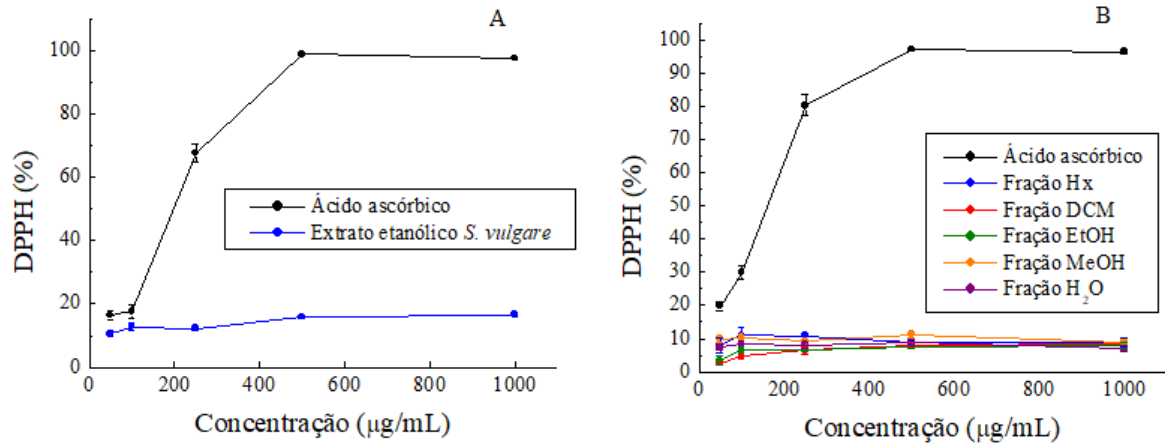 A
DPPH (%)
100
80
60
40
20
0
Ácido ascórbico
Extrato etanólico S. vulgare
0 200 400 600 800 1000
Concentração (µg/mL)
B
DPPH (%)
100
90
80
70
60
50
40
30
20
10
0
Ácido ascórbico
Fração Hx
Fração DCM
Fração EtOH
Fração MeOH
Fração H₂O
0 200 400 600 800 1000
Concentração (µg/mL)